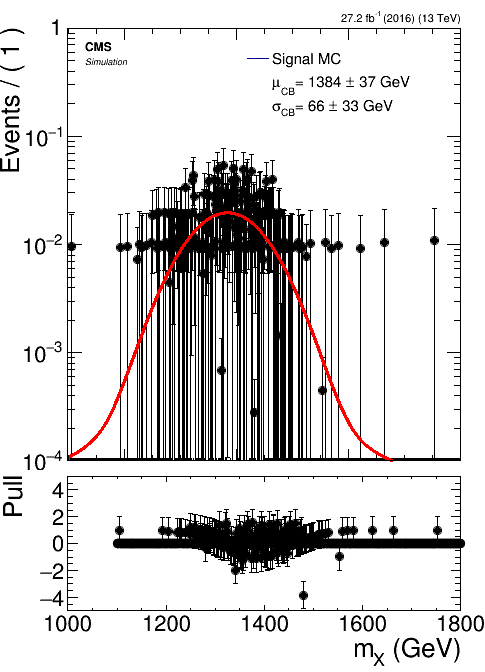 27.2 fb⁻¹ (2016) (13 TeV)
CMS
Simulation
Signal MC
μ_CB= 1384 ± 37 GeV
σ_CB= 66 ± 33 GeV
Events / ( 1 )
1
10⁻¹
10⁻²
10⁻³
10⁻⁴
Pull
4
2
0
−2
−4
1000 1200 1400 1600 1800
m_X (GeV)